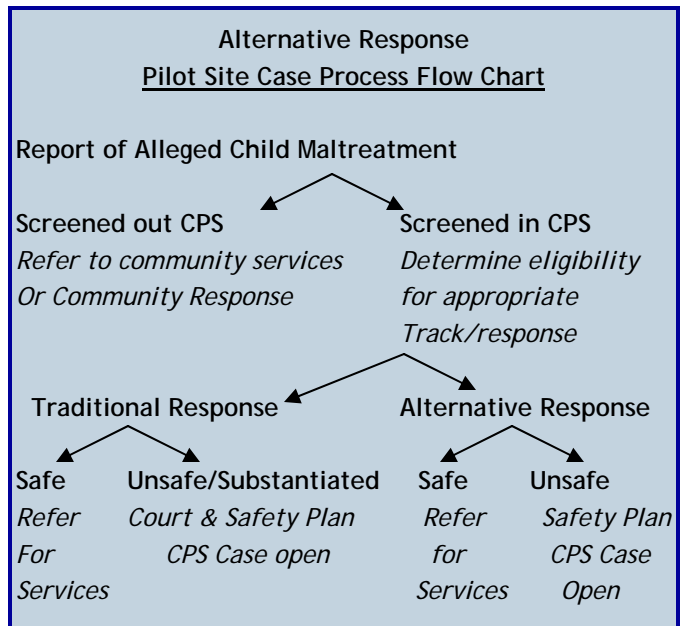 Alternative Response
Pilot Site Case Process Flow Chart
Report of Alleged Child Maltreatment
Screened out CPS
Refer to community services
Or Community Response
Screened in CPS
Determine eligibility
for appropriate
Track/response
Traditional Response
Alternative Response
Safe
Refer
For
Services
Unsafe/Substantiated
Court & Safety Plan
CPS Case open
Safe
Refer
for
Services
Unsafe
Safety Plan
CPS Case
Open